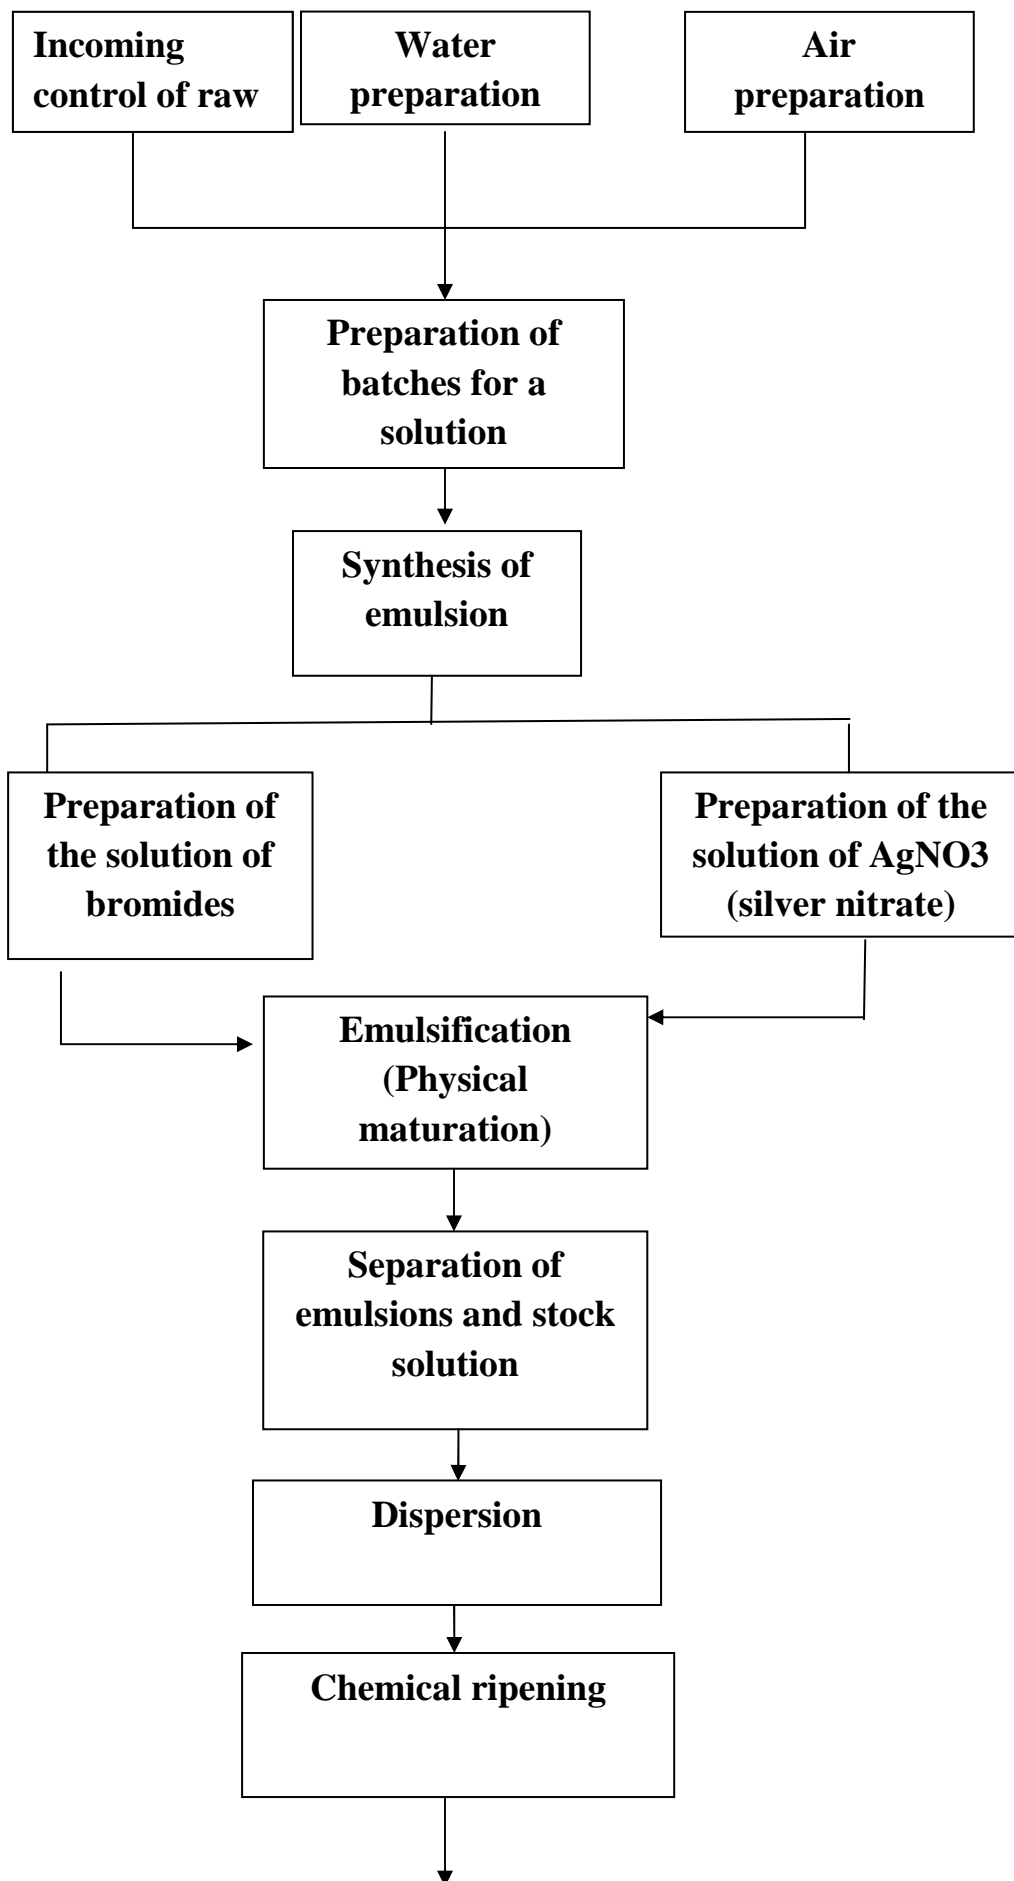 Incoming
control of raw
Water
preparation
Air
preparation
Preparation of
batches for a
solution
Synthesis of
emulsion
Preparation of
the solution of
bromides
Preparation of the
solution of AgNO3
(silver nitrate)
Emulsification
(Physical
maturation)
Separation of
emulsions and stock
solution
Dispersion
Chemical ripening